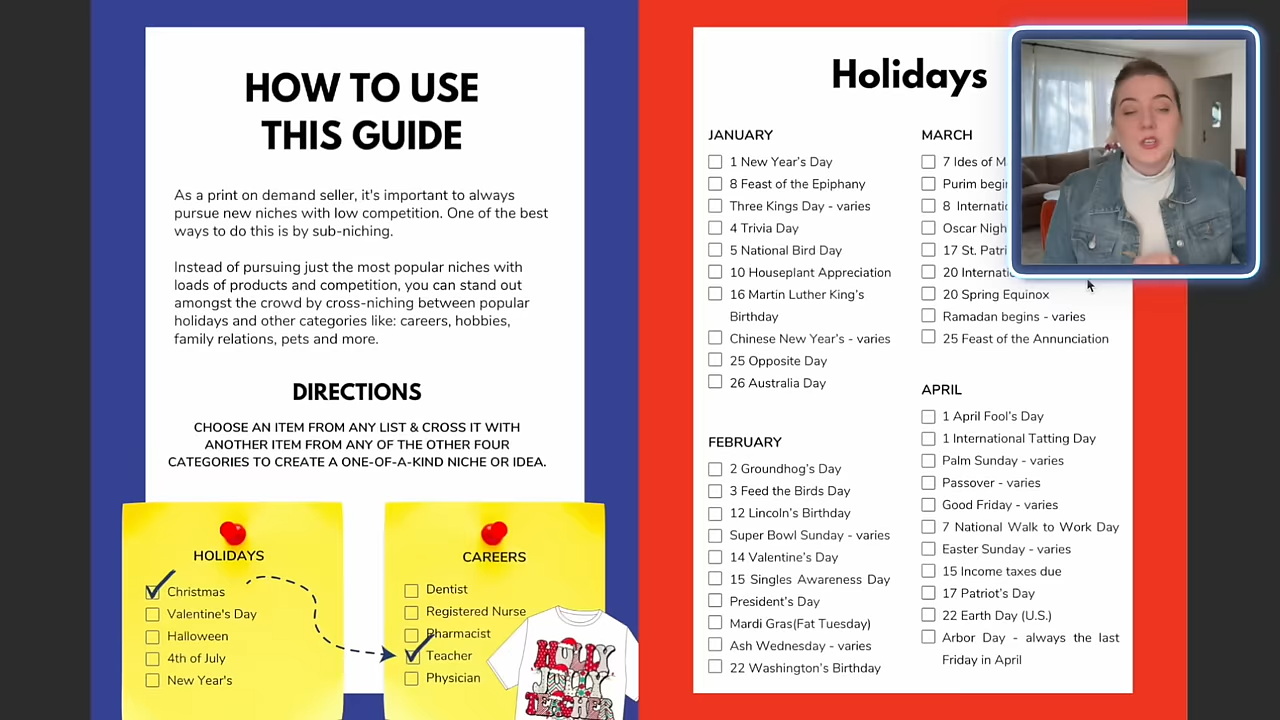 HOW TO USE
THIS GUIDE
As a print on demand seller, it's important to always
pursue new niches with low competition. One of the best
ways to do this is by sub-niching.
Instead of pursuing just the most popular niches with
loads of products and competition, you can stand out
amongst the crowd by cross-niching between popular
holidays and other categories like: careers, hobbies,
family relations, pets and more.
DIRECTIONS
CHOOSE AN ITEM FROM ANY LIST & CROSS IT WITH
ANOTHER ITEM FROM ANY OF THE OTHER FOUR
CATEGORIES TO CREATE A ONE-OF-A-KIND NICHE OR IDEA.
HOLIDAYS
Christmas
Valentine's Day
Halloween
4th of July
New Year's
CAREERS
Dentist
Registered Nurse
Pharmacist
Teacher
Physician
HOLLY
JOLLY
TEACHER
Holidays
JANUARY
1 New Year's Day
8 Feast of the Epiphany
Three Kings Day - varies
4 Trivia Day
5 National Bird Day
10 Houseplant Appreciation
16 Martin Luther King's
Birthday
Chinese New Year's - varies
25 Opposite Day
26 Australia Day
FEBRUARY
2 Groundhog's Day
3 Feed the Birds Day
12 Lincoln's Birthday
Super Bowl Sunday - varies
14 Valentine's Day
15 Singles Awareness Day
President's Day
Mardi Gras(Fat Tuesday)
Ash Wednesday - varies
22 Washington's Birthday
MARCH
7 Ides of
Purim
8
Oscar
17 St.
20
20 Spring Equinox
Ramadan begins - varies
25 Feast of the Annunciation
APRIL
1 April Fool's Day
1 International Tatting Day
Palm Sunday - varies
Passover - varies
Good Friday - varies
7 National Walk to Work Day
Easter Sunday - varies
15 Income taxes due
17 Patriot's Day
22 Earth Day (U.S.)
Arbor Day - always the last
Friday in April